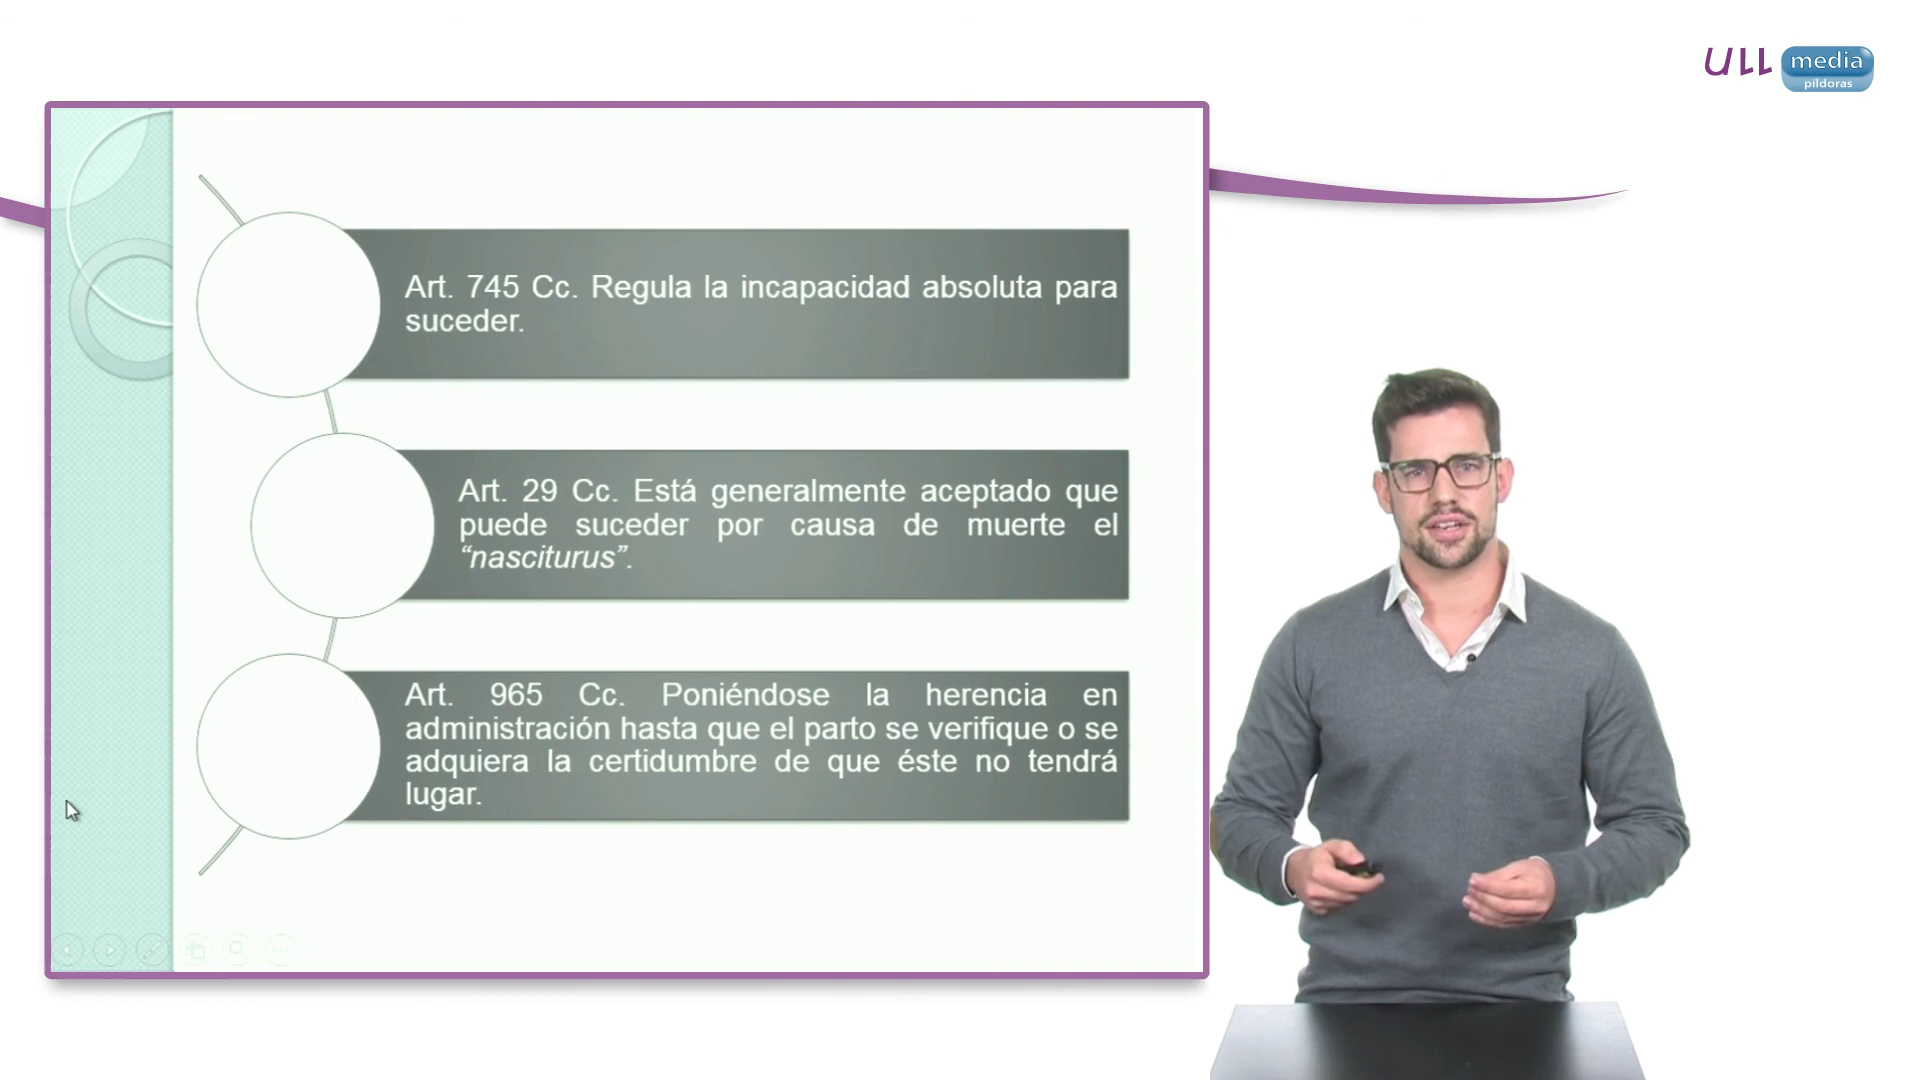 ULL media
píldoras
Art. 745 Cc. Regula la incapacidad absoluta para
suceder.
Art. 29 Cc. Está generalmente aceptado que
puede suceder por causa de muerte el
“nasciturus”.
Art. 965 Cc. Poniéndose la herencia en
administración hasta que el parto se verifique o se
adquiera la certidumbre de que éste no tendrá
lugar.